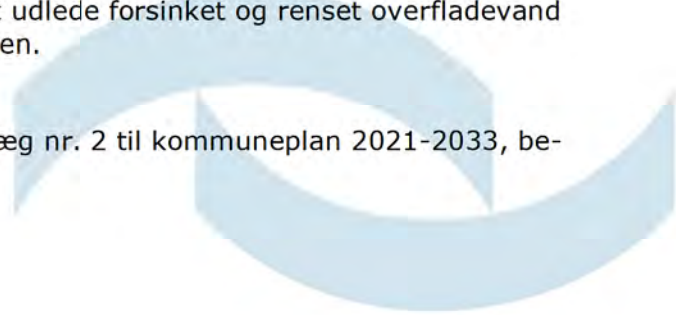 udlede forsinket og renset overfladevand
en.
æg nr. 2 til kommuneplan 2021-2033, be-